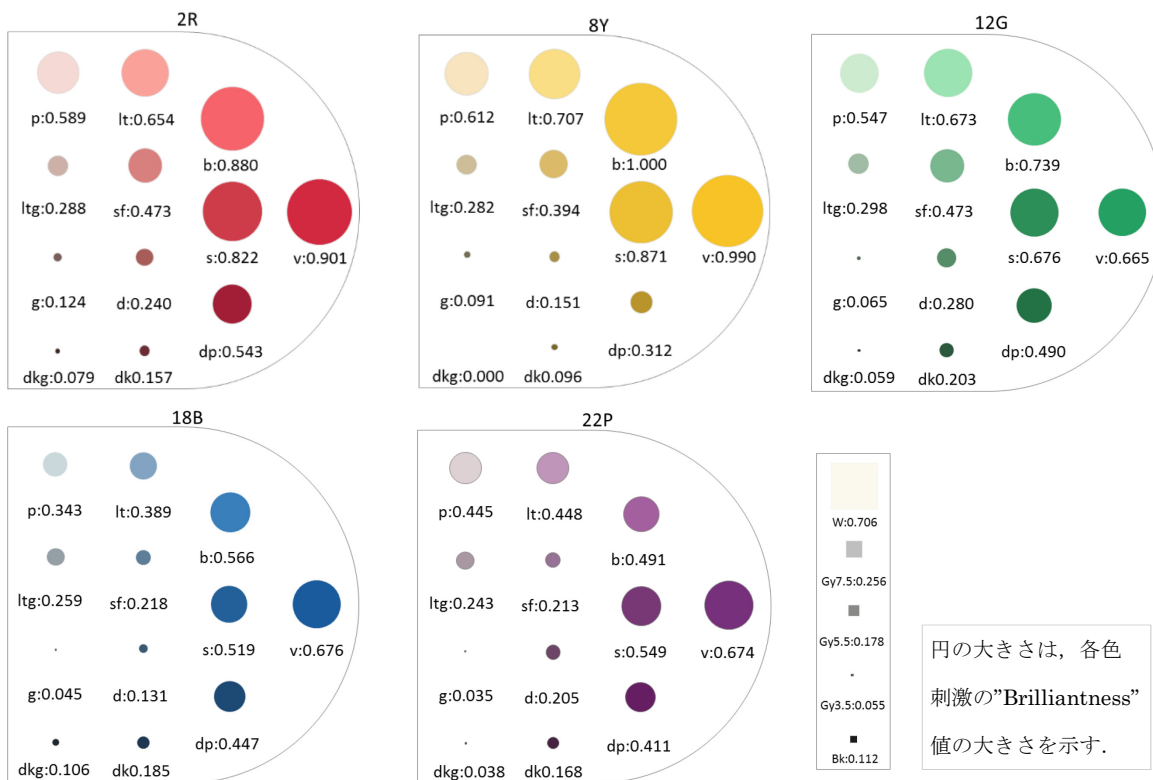 2R
p:0.589
lt:0.654
b:0.880
ltg:0.288
sf:0.473
s:0.822
v:0.901
g:0.124
d:0.240
dp:0.543
dkg:0.079
dk0.157
8Y
p:0.612
lt:0.707
b:1.000
ltg:0.282
sf:0.394
s:0.871
v:0.990
g:0.091
d:0.151
dp:0.312
dkg:0.000
dk0.096
12G
p:0.547
lt:0.673
b:0.739
ltg:0.298
sf:0.473
s:0.676
v:0.665
g:0.065
d:0.280
dp:0.490
dkg:0.059
dk0.203
18B
p:0.343
lt:0.389
b:0.566
ltg:0.259
sf:0.218
s:0.519
v:0.676
g:0.045
d:0.131
dp:0.447
dkg:0.106
dk0.185
22P
p:0.445
lt:0.448
b:0.491
ltg:0.243
sf:0.213
s:0.549
v:0.674
g:0.035
d:0.205
dp:0.411
dkg:0.038
dk0.168
W:0.706
Gy7.5:0.256
Gy5.5:0.178
Gy3.5:0.055
Bk:0.112
円の大きさは，各色
刺激の”Brilliantness”
値の大きさを示す.